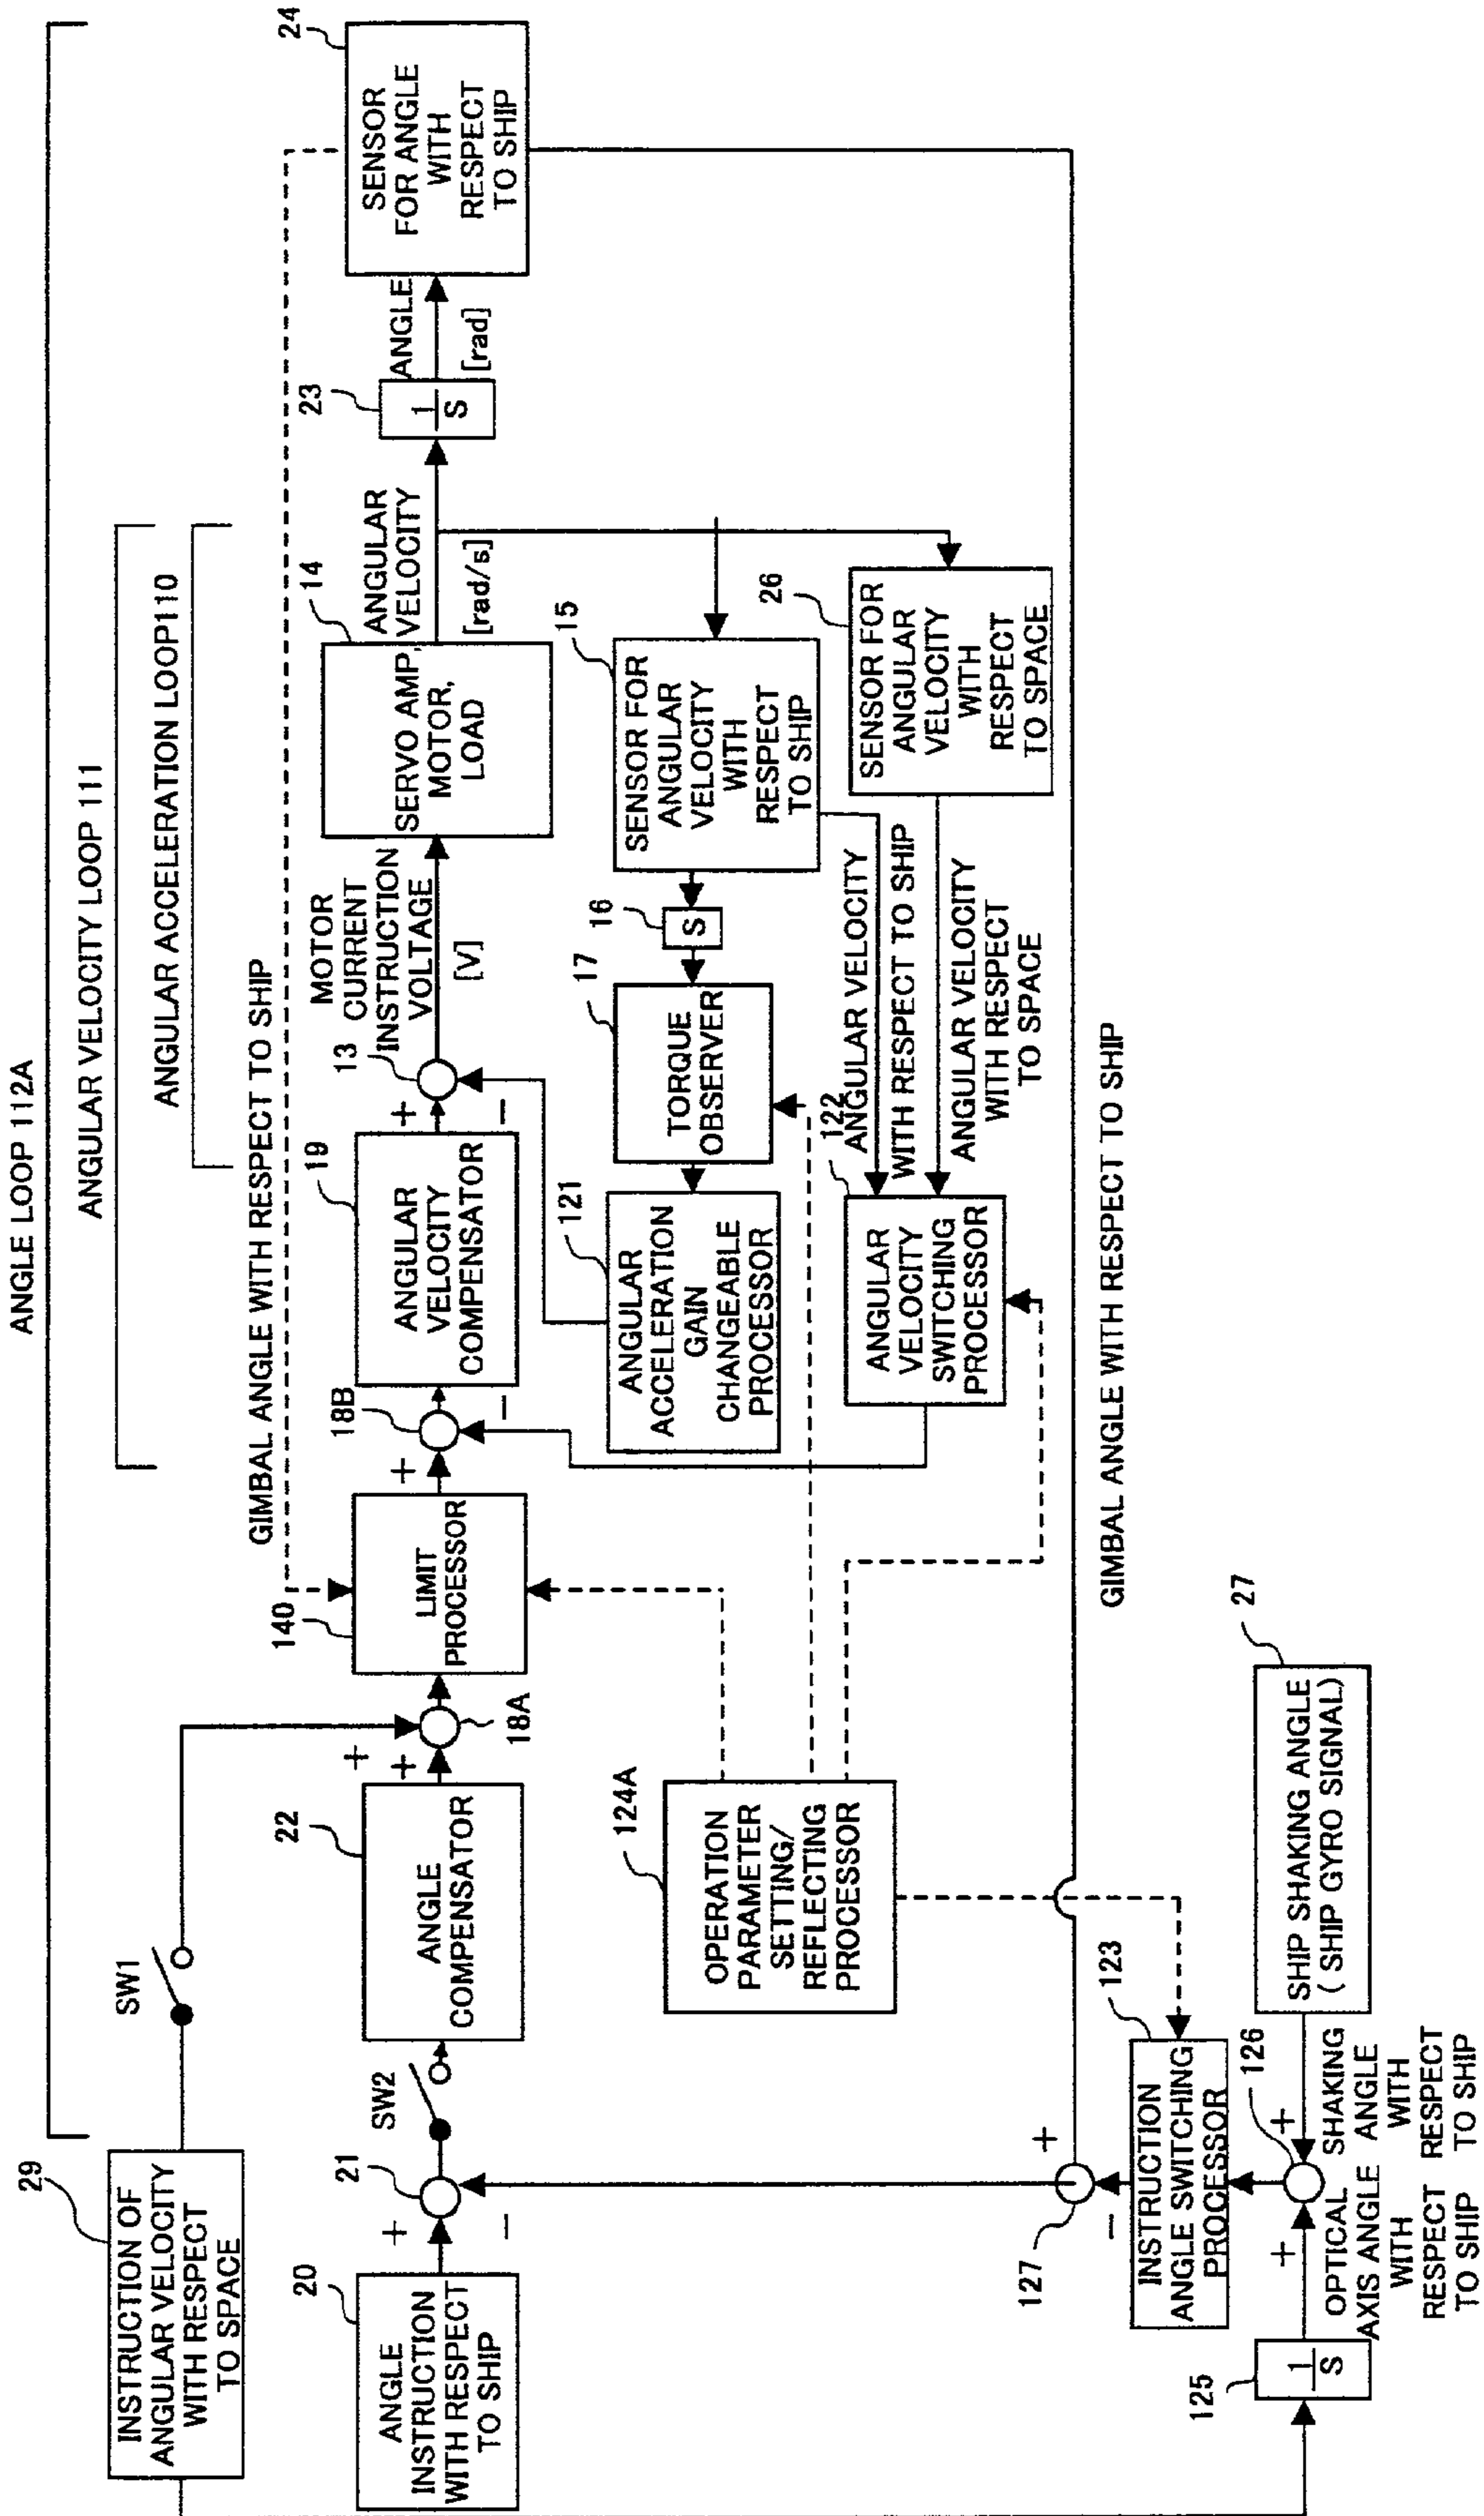 ANGLE LOOP 112A
ANGULAR VELOCITY LOOP 111
ANGULAR ACCELERATION LOOP110
GIMBAL ANGLE WITH RESPECT TO SHIP
29
INSTRUCTION OF
ANGULAR VELOCITY
WITH RESPECT
TO SPACE
SW1
20
ANGLE
INSTRUCTION
WITH RESPECT
TO SHIP
+
21
−
SW2
22
ANGLE
COMPENSATOR
+
+
18A
140
LIMIT
PROCESSOR
+
18B
−
19
ANGULAR
VELOCITY
COMPENSATOR
+
13
−
MOTOR
CURRENT
INSTRUCTION
VOLTAGE
[V]
14
SERVO AMP,
MOTOR,
LOAD
ANGULAR
VELOCITY
[rad/s]
23
1
S
ANGLE
[rad]
24
SENSOR
FOR ANGLE
WITH
RESPECT
TO SHIP
124A
OPERATION
PARAMETER
SETTING/
REFLECTING
PROCESSOR
121
ANGULAR
ACCELERATION
GAIN
CHANGEABLE
PROCESSOR
17
TORQUE
OBSERVER
16
S
15
SENSOR FOR
ANGULAR
VELOCITY
WITH
RESPECT
TO SHIP
122
ANGULAR
VELOCITY
SWITCHING
PROCESSOR
ANGULAR VELOCITY
WITH RESPECT TO SHIP
ANGULAR VELOCITY
WITH RESPECT
TO SPACE
26
SENSOR FOR
ANGULAR
VELOCITY
WITH
RESPECT
TO SPACE
GIMBAL ANGLE WITH RESPECT TO SHIP
127
+
−
123
INSTRUCTION
ANGLE SWITCHING
PROCESSOR
125
1
S
+
126
+
OPTICAL
AXIS ANGLE
WITH
RESPECT
TO SHIP
SHAKING
ANGLE
WITH
RESPECT
TO SHIP
27
SHIP SHAKING ANGLE
( SHIP GYRO SIGNAL)